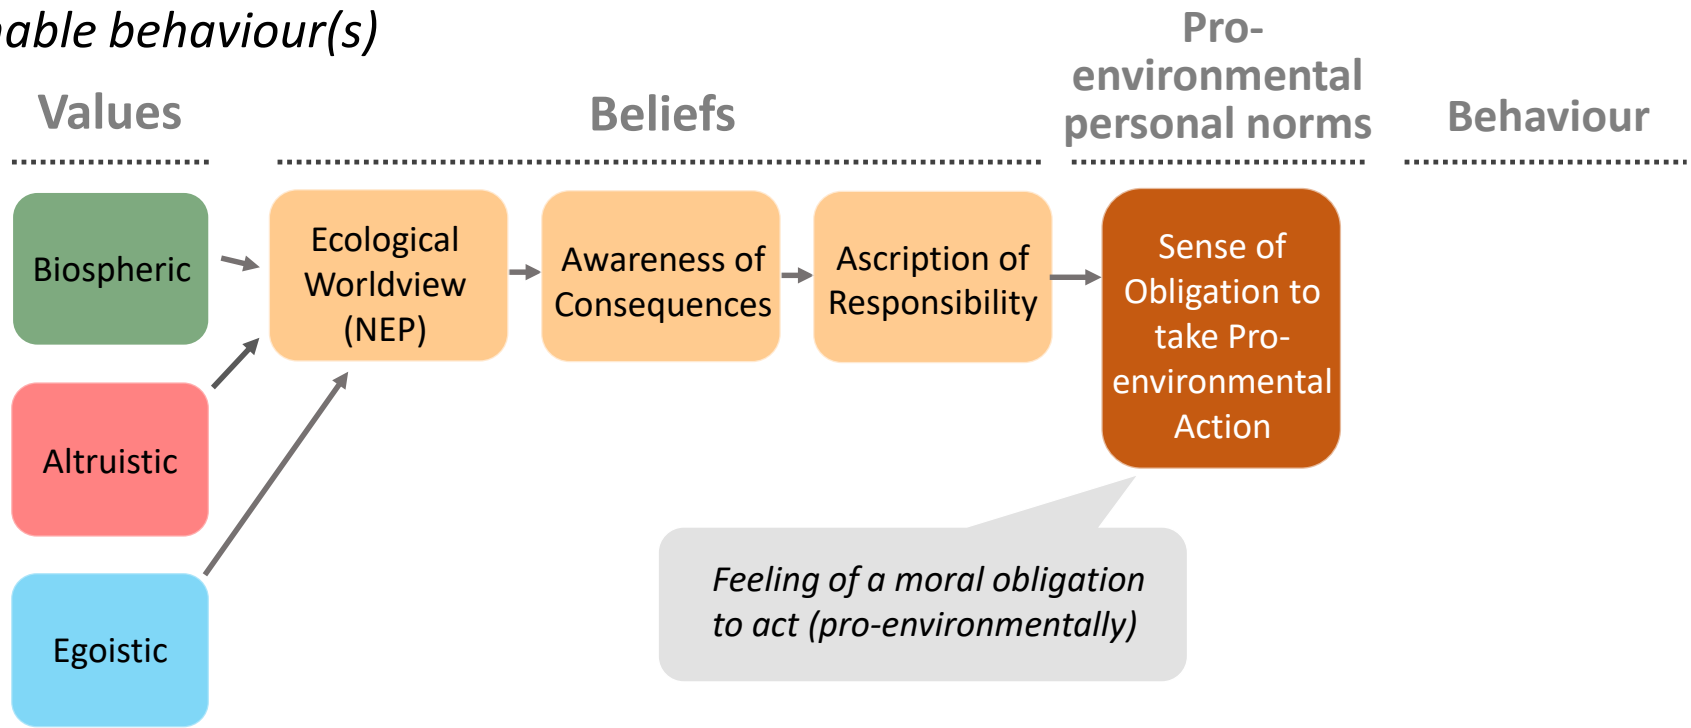 behaviour(s)
Values
Beliefs
Pro-
environmental
personal norms
Behaviour
Biospheric
Altruistic
Egoistic
Ecological
Worldview
(NEP)
Awareness of
Consequences
Ascription of
Responsibility
Sense of
Obligation to
take Pro-
environmental
Action
Feeling of a moral obligation
to act (pro-environmentally)